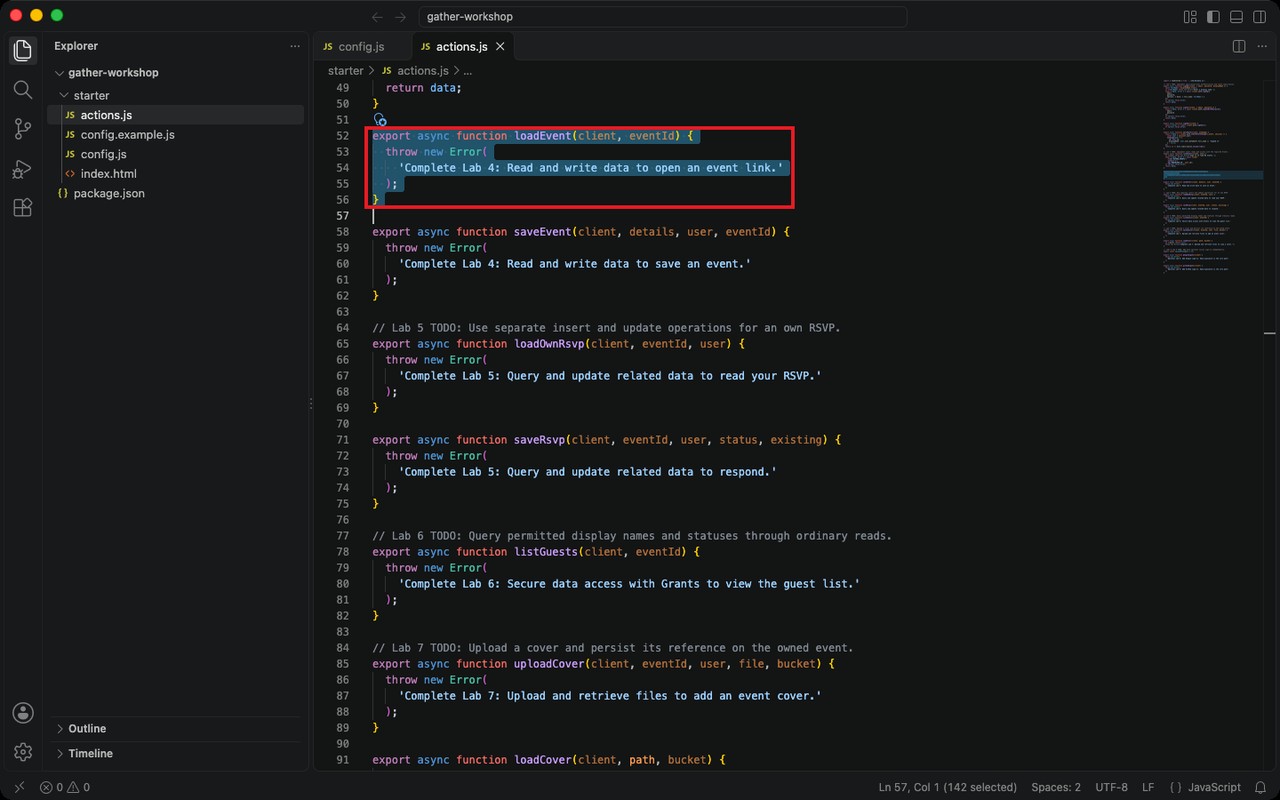 gather-workshop
Explorer
gather-workshop
starter
JS actions.js
JS config.example.js
JS config.js
<> index.html
{} package.json
Outline
Timeline
JS config.js
JS actions.js
starter > JS actions.js > ...
49 return data;
50 }
51
52 export async function loadEvent(client, eventId) {
53 throw new Error(
54 'Complete Lab 4: Read and write data to open an event link.'
55 );
56 }
57
58 export async function saveEvent(client, details, user, eventId) {
59 throw new Error(
60 'Complete Lab 4: Read and write data to save an event.'
61 );
62 }
63
64 // Lab 5 TODO: Use separate insert and update operations for an own RSVP.
65 export async function loadOwnRsvp(client, eventId, user) {
66 throw new Error(
67 'Complete Lab 5: Query and update related data to read your RSVP.'
68 );
69 }
70
71 export async function saveRsvp(client, eventId, user, status, existing) {
72 throw new Error(
73 'Complete Lab 5: Query and update related data to respond.'
74 );
75 }
76
77 // Lab 6 TODO: Query permitted display names and statuses through ordinary reads.
78 export async function listGuests(client, eventId) {
79 throw new Error(
80 'Complete Lab 6: Secure data access with Grants to view the guest list.'
81 );
82 }
83
84 // Lab 7 TODO: Upload a cover and persist its reference on the owned event.
85 export async function uploadCover(client, eventId, user, file, bucket) {
86 throw new Error(
87 'Complete Lab 7: Upload and retrieve files to add an event cover.'
88 );
89 }
90
91 export async function loadCover(client, path, bucket) {
0 0
Ln 57, Col 1 (142 selected) Spaces: 2 UTF-8 LF {} JavaScript